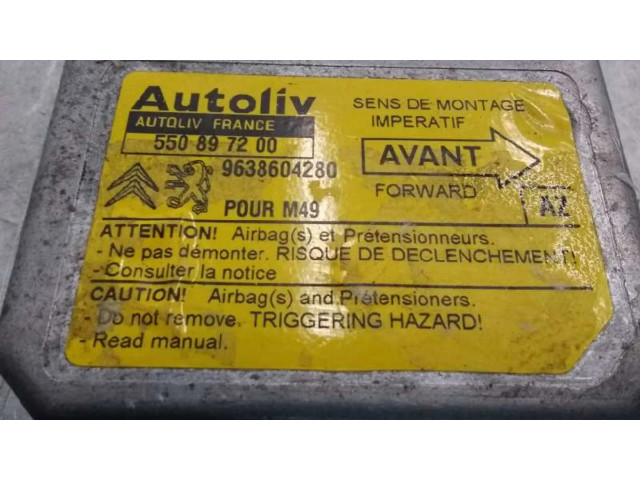 Autoliv
AUTOLIV FRANCE
550 89 72 00
9638604280
POUR M49
SENS DE MONTAGE
IMPERATIF
AVANT
FORWARD
AZ
ATTENTION! Airbag(s) et Prétensionneurs.
- Ne pas démonter. RISQUE DE DECLENCHEMENT!
- Consulter la notice
CAUTION! Airbag(s) and Prétensioners.
- Do not remove. TRIGGERING HAZARD!
- Read manual.